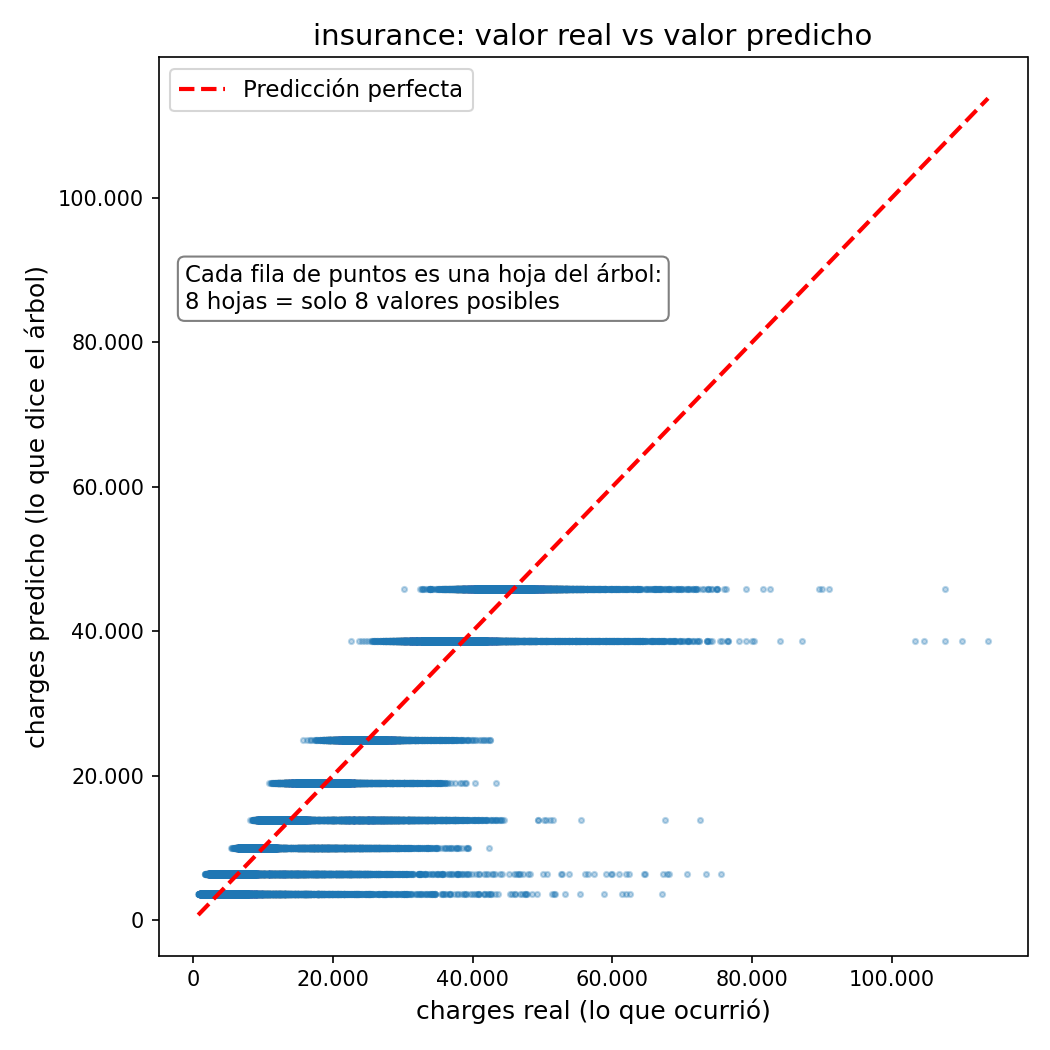 insurance: valor real vs valor predicho
Predicción perfecta
Cada fila de puntos es una hoja del árbol:
8 hojas = solo 8 valores posibles
charges predicho (lo que dice el árbol)
100.000
80.000
60.000
40.000
20.000
0
0
20.000
40.000
60.000
80.000
100.000
charges real (lo que ocurrió)